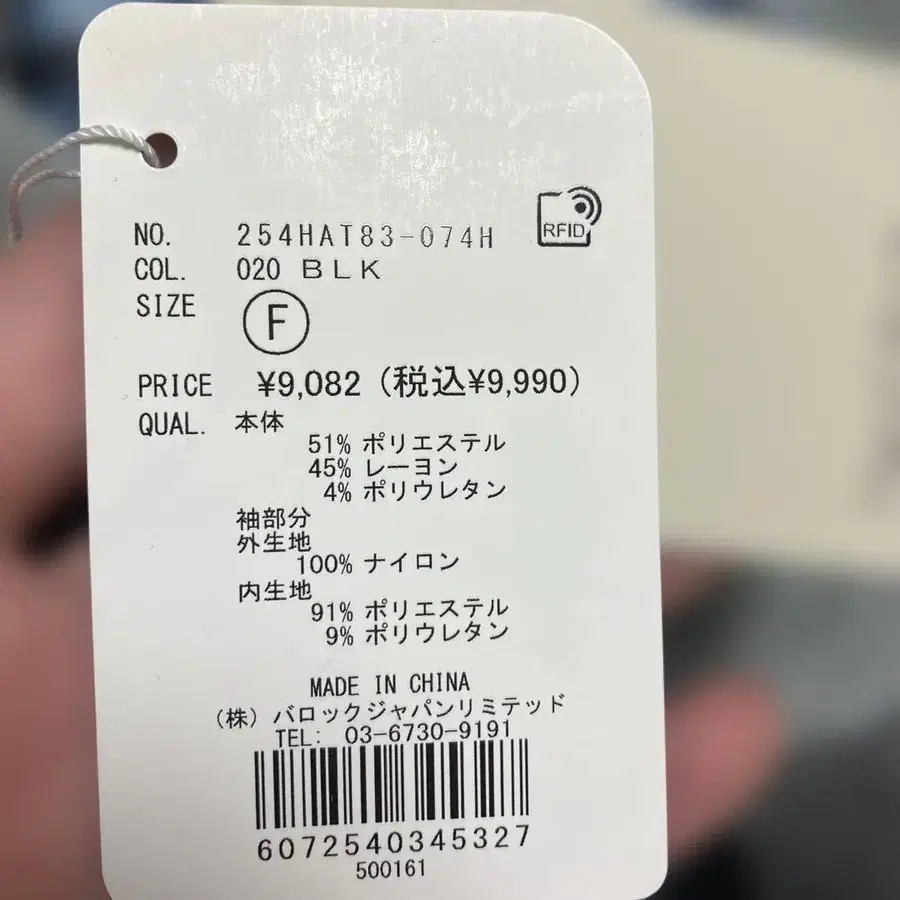 NO. 254HAT83-074H
RFID
COL. 020 BLK
SIZE F
PRICE ¥9,082 (税込¥9,990)
QUAL. 本体
51% ポリエステル
45% レーヨン
4% ポリウレタン
袖部分
外生地
100% ナイロン
内生地
91% ポリエステル
9% ポリウレタン
MADE IN CHINA
(株) バロックジャパンリミテッド
TEL: 03-6730-9191
6072540345327
500161